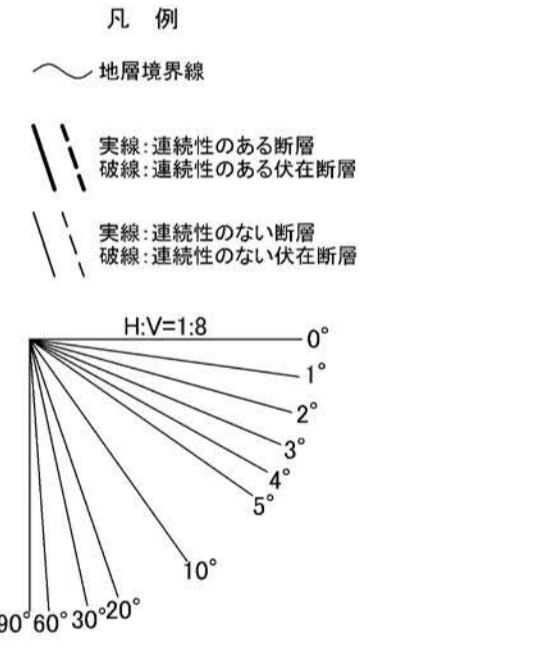 凡 例
地層境界線
実線:連続性のある断層
破線:連続性のある伏在断層
実線:連続性のない断層
破線:連続性のない伏在断層
H:V=1:8
0°
1°
2°
3°
4°
5°
10°
90° 60° 30° 20°